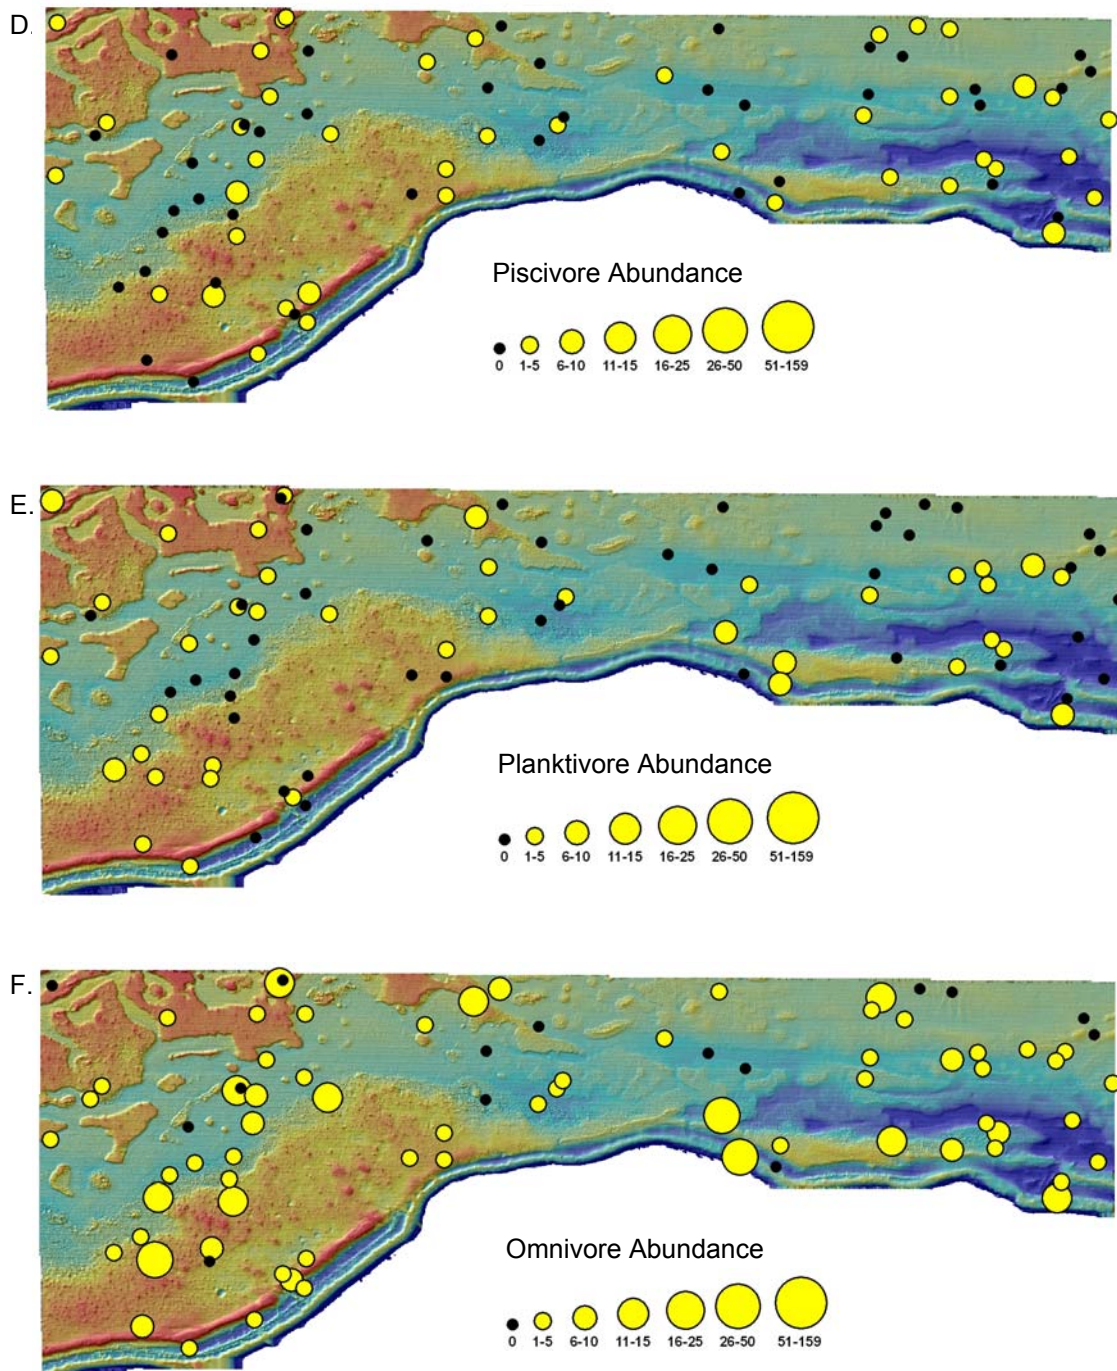 D.
Piscivore Abundance
0 1-5 6-10 11-15 16-25 26-50 51-159
E.
Planktivore Abundance
0 1-5 6-10 11-15 16-25 26-50 51-159
F.
Omnivore Abundance
0 1-5 6-10 11-15 16-25 26-50 51-159